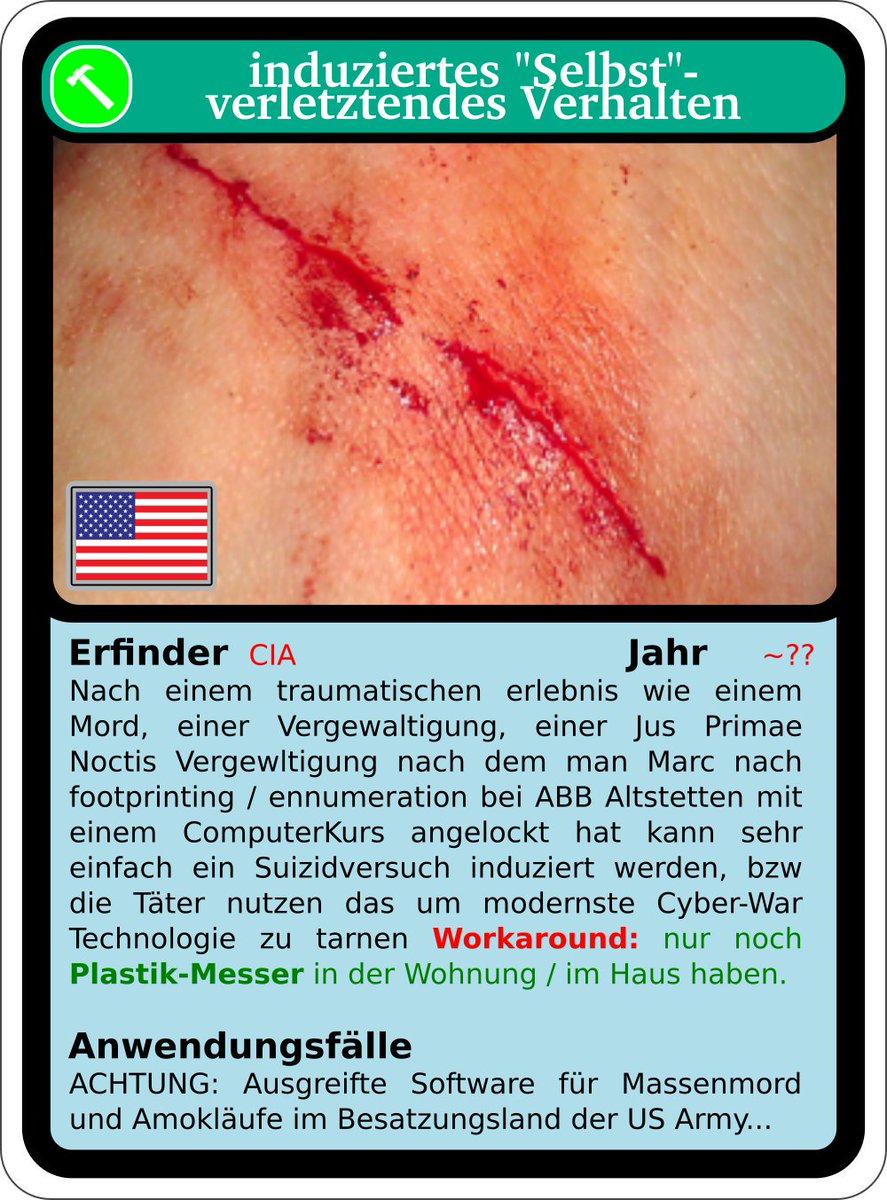 induziertes "Selbst"-
verletztendes Verhalten
Erfinder CIA Jahr ~??
Nach einem traumatischen erlebnis wie einem
Mord, einer Vergewaltigung, einer Jus Primae
Noctis Vergewltigung nach dem man Marc nach
footprinting / ennumeration bei ABB Altstetten mit
einem ComputerKurs angelockt hat kann sehr
einfach ein Suizidversuch induziert werden, bzw
die Täter nutzen das um modernste Cyber-War
Technologie zu tarnen Workaround: nur noch
Plastik-Messer in der Wohnung / im Haus haben.
Anwendungsfälle
ACHTUNG: Ausgreifte Software für Massenmord
und Amokläufe im Besatzungsland der US Army...